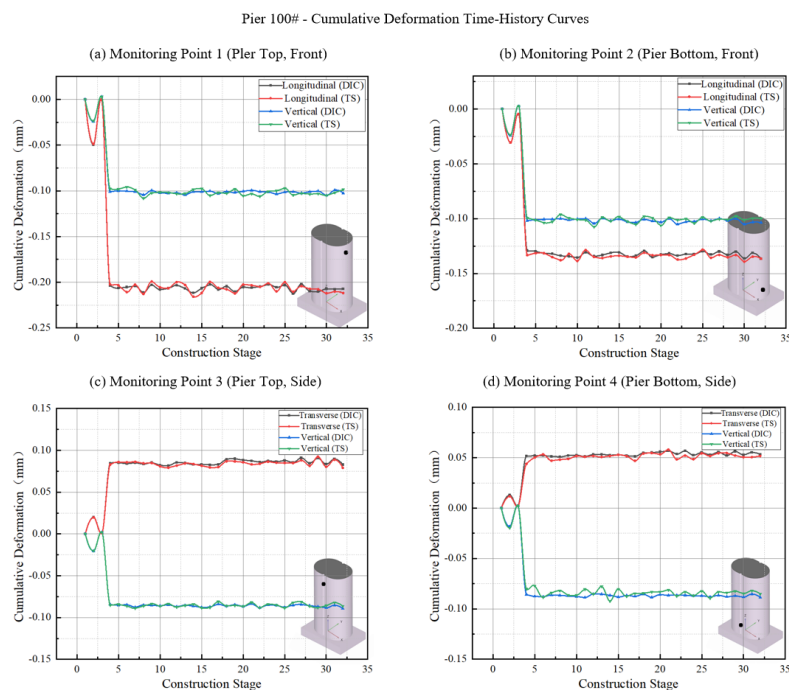 Pier 100# - Cumulative Deformation Time-History Curves
(a) Monitoring Point 1 (Pler Top, Front)
Longitudinal (DIC)
Longitudinal (TS)
Vertical (DIC)
Vertical (TS)
0.00
-0.05
-0.10
-0.15
-0.20
-0.25
Cumulative Deformation (mm)
0 5 10 15 20 25 30 35
Construction Stage
(b) Monitoring Point 2 (Pier Bottom, Front)
Longitudinal (DIC)
Longitudinal (TS)
Vertical (DIC)
Vertical (TS)
0.00
-0.05
-0.10
-0.15
-0.20
Cumulative Deformation (mm)
0 5 10 15 20 25 30 35
Construction Stage
(c) Monitoring Point 3 (Pier Top, Side)
Transverse (DIC)
Transverse (TS)
Vertical (DIC)
Vertical (TS)
0.15
0.10
0.05
0.00
-0.05
-0.10
-0.15
Cumulative Deformation (mm)
0 5 10 15 20 25 30 35
Construction Stage
(d) Monitoring Point 4 (Pier Bottom, Side)
Transverse (DIC)
Transverse (TS)
Vertical (DIC)
Vertical (TS)
0.10
0.05
0.00
-0.05
-0.10
-0.15
Cumulative Deformation (mm)
0 5 10 15 20 25 30 35
Construction Stage